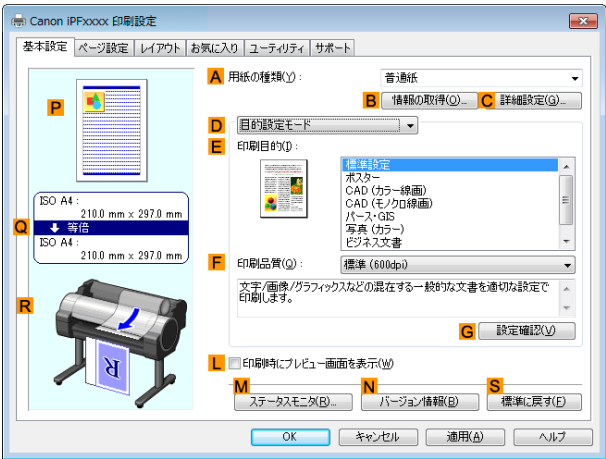 Canon iPFxxxx 印刷設定
基本設定 ページ設定 レイアウト お気に入り ユーティリティ サポート
A 用紙の種類(Y): 普通紙
B 情報の取得(O)... C 詳細設定(G)...
P
D 目的設定モード
E 印刷目的(I):
標準設定
ポスター
CAD (カラー線画)
CAD (モノクロ線画)
パース・GIS
写真 (カラー)
ビジネス文書
ISO A4 :
210.0 mm x 297.0 mm
Q 等倍
ISO A4 :
210.0 mm x 297.0 mm
F 印刷品質(Q): 標準 (600dpi)
文字/画像/グラフィックスなどの混在する一般的な文書を適切な設定で
印刷します。
R
G 設定確認(V)
L 印刷時にプレビュー画面を表示(W)
M N S
ステータスモニタ(R)... バージョン情報(B) 標準に戻す(F)
OK キャンセル 適用(A) ヘルプ